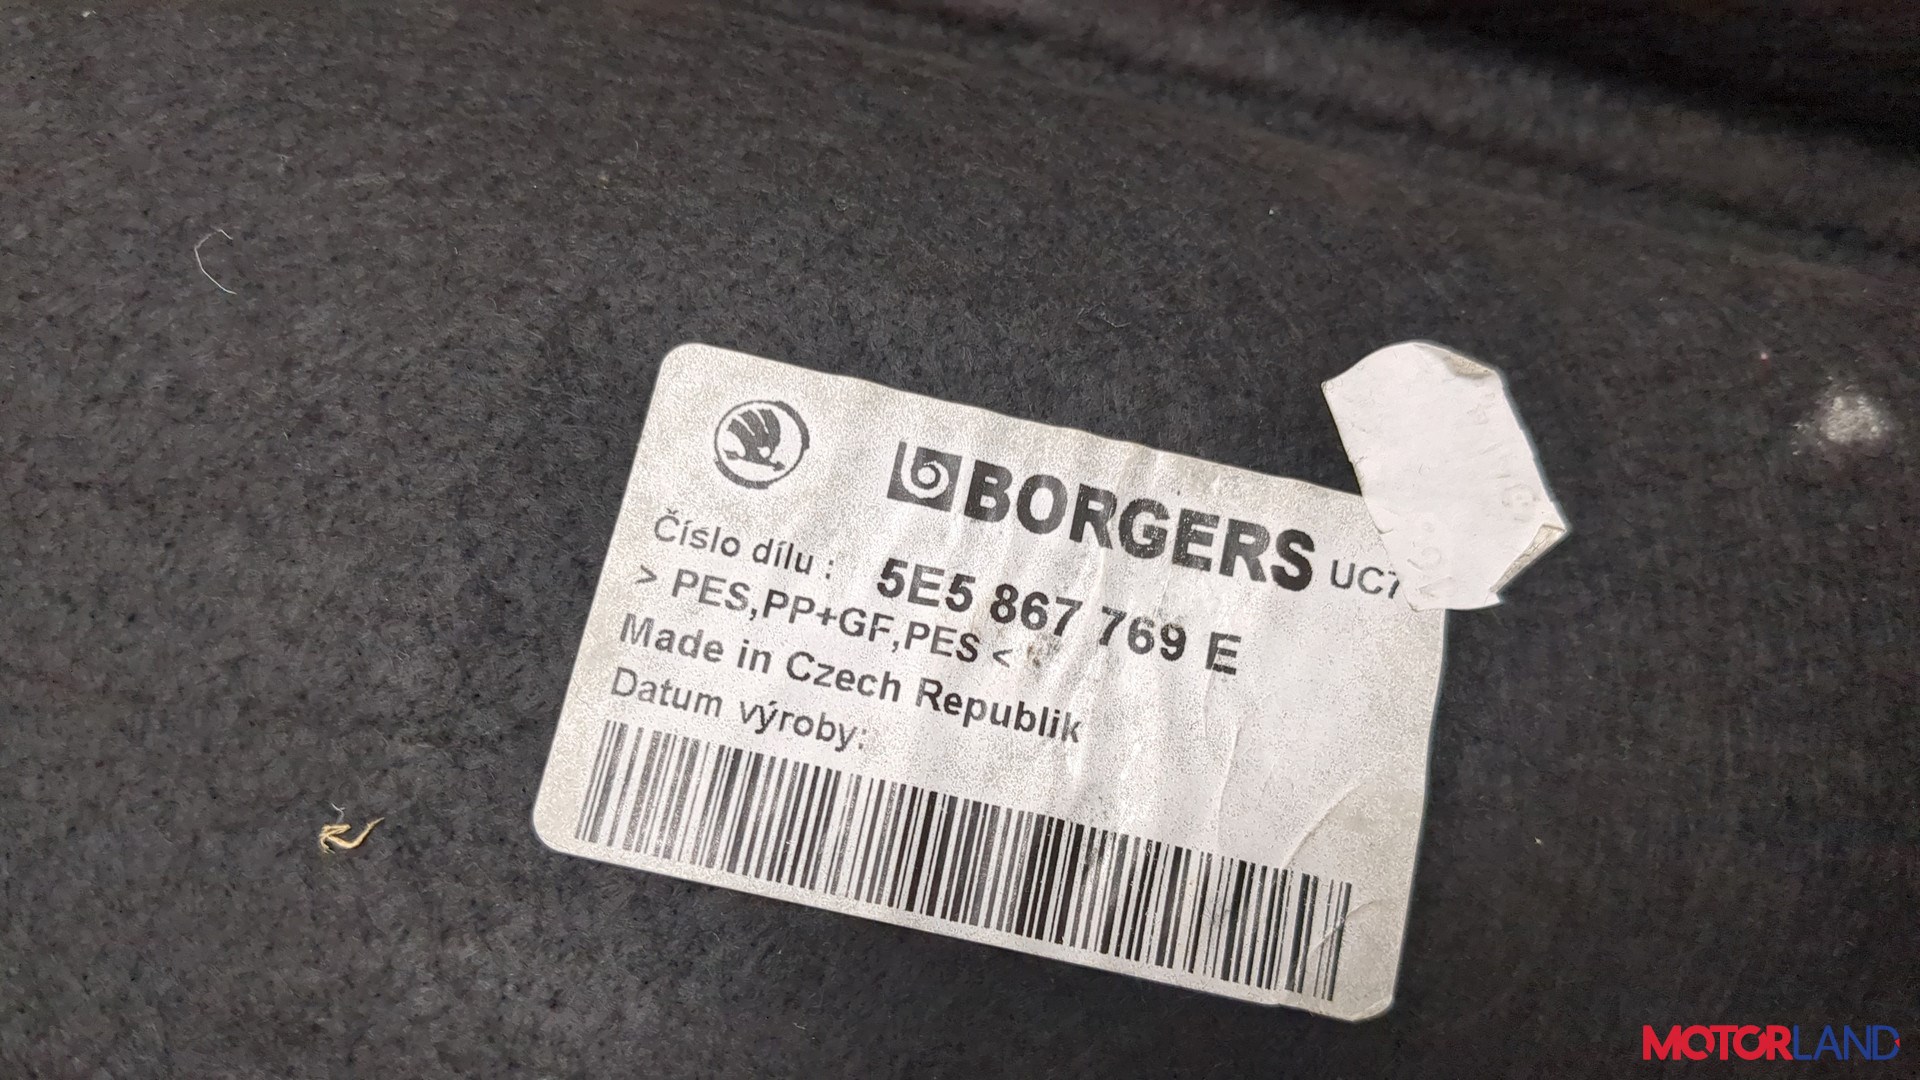 BORGERS UC7
Číslo dílu : 5E5 867 769 E
> PES,PP+GF,PES <
Made in Czech Republik
Datum výroby:
MOTORLAND